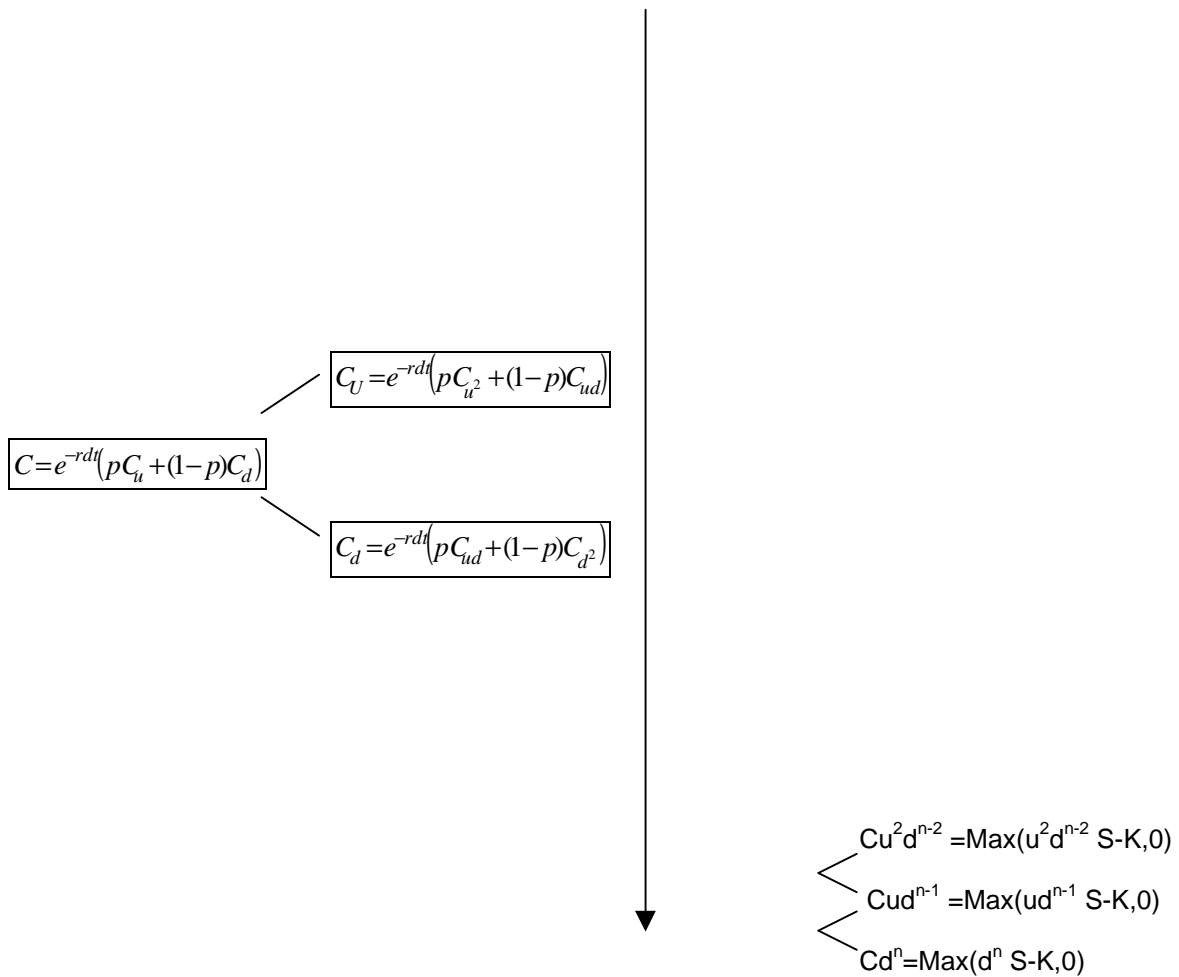 C_U=e^{-rdt}(pC_{u^2}+(1-p)C_{ud})
C=e^{-rdt}(pC_u+(1-p)C_d)
C_d=e^{-rdt}(pC_{ud}+(1-p)C_{d^2})
Cu^2d^{n-2} =Max(u^2d^{n-2} S-K,0)
Cud^{n-1} =Max(ud^{n-1} S-K,0)
Cd^n=Max(d^n S-K,0)